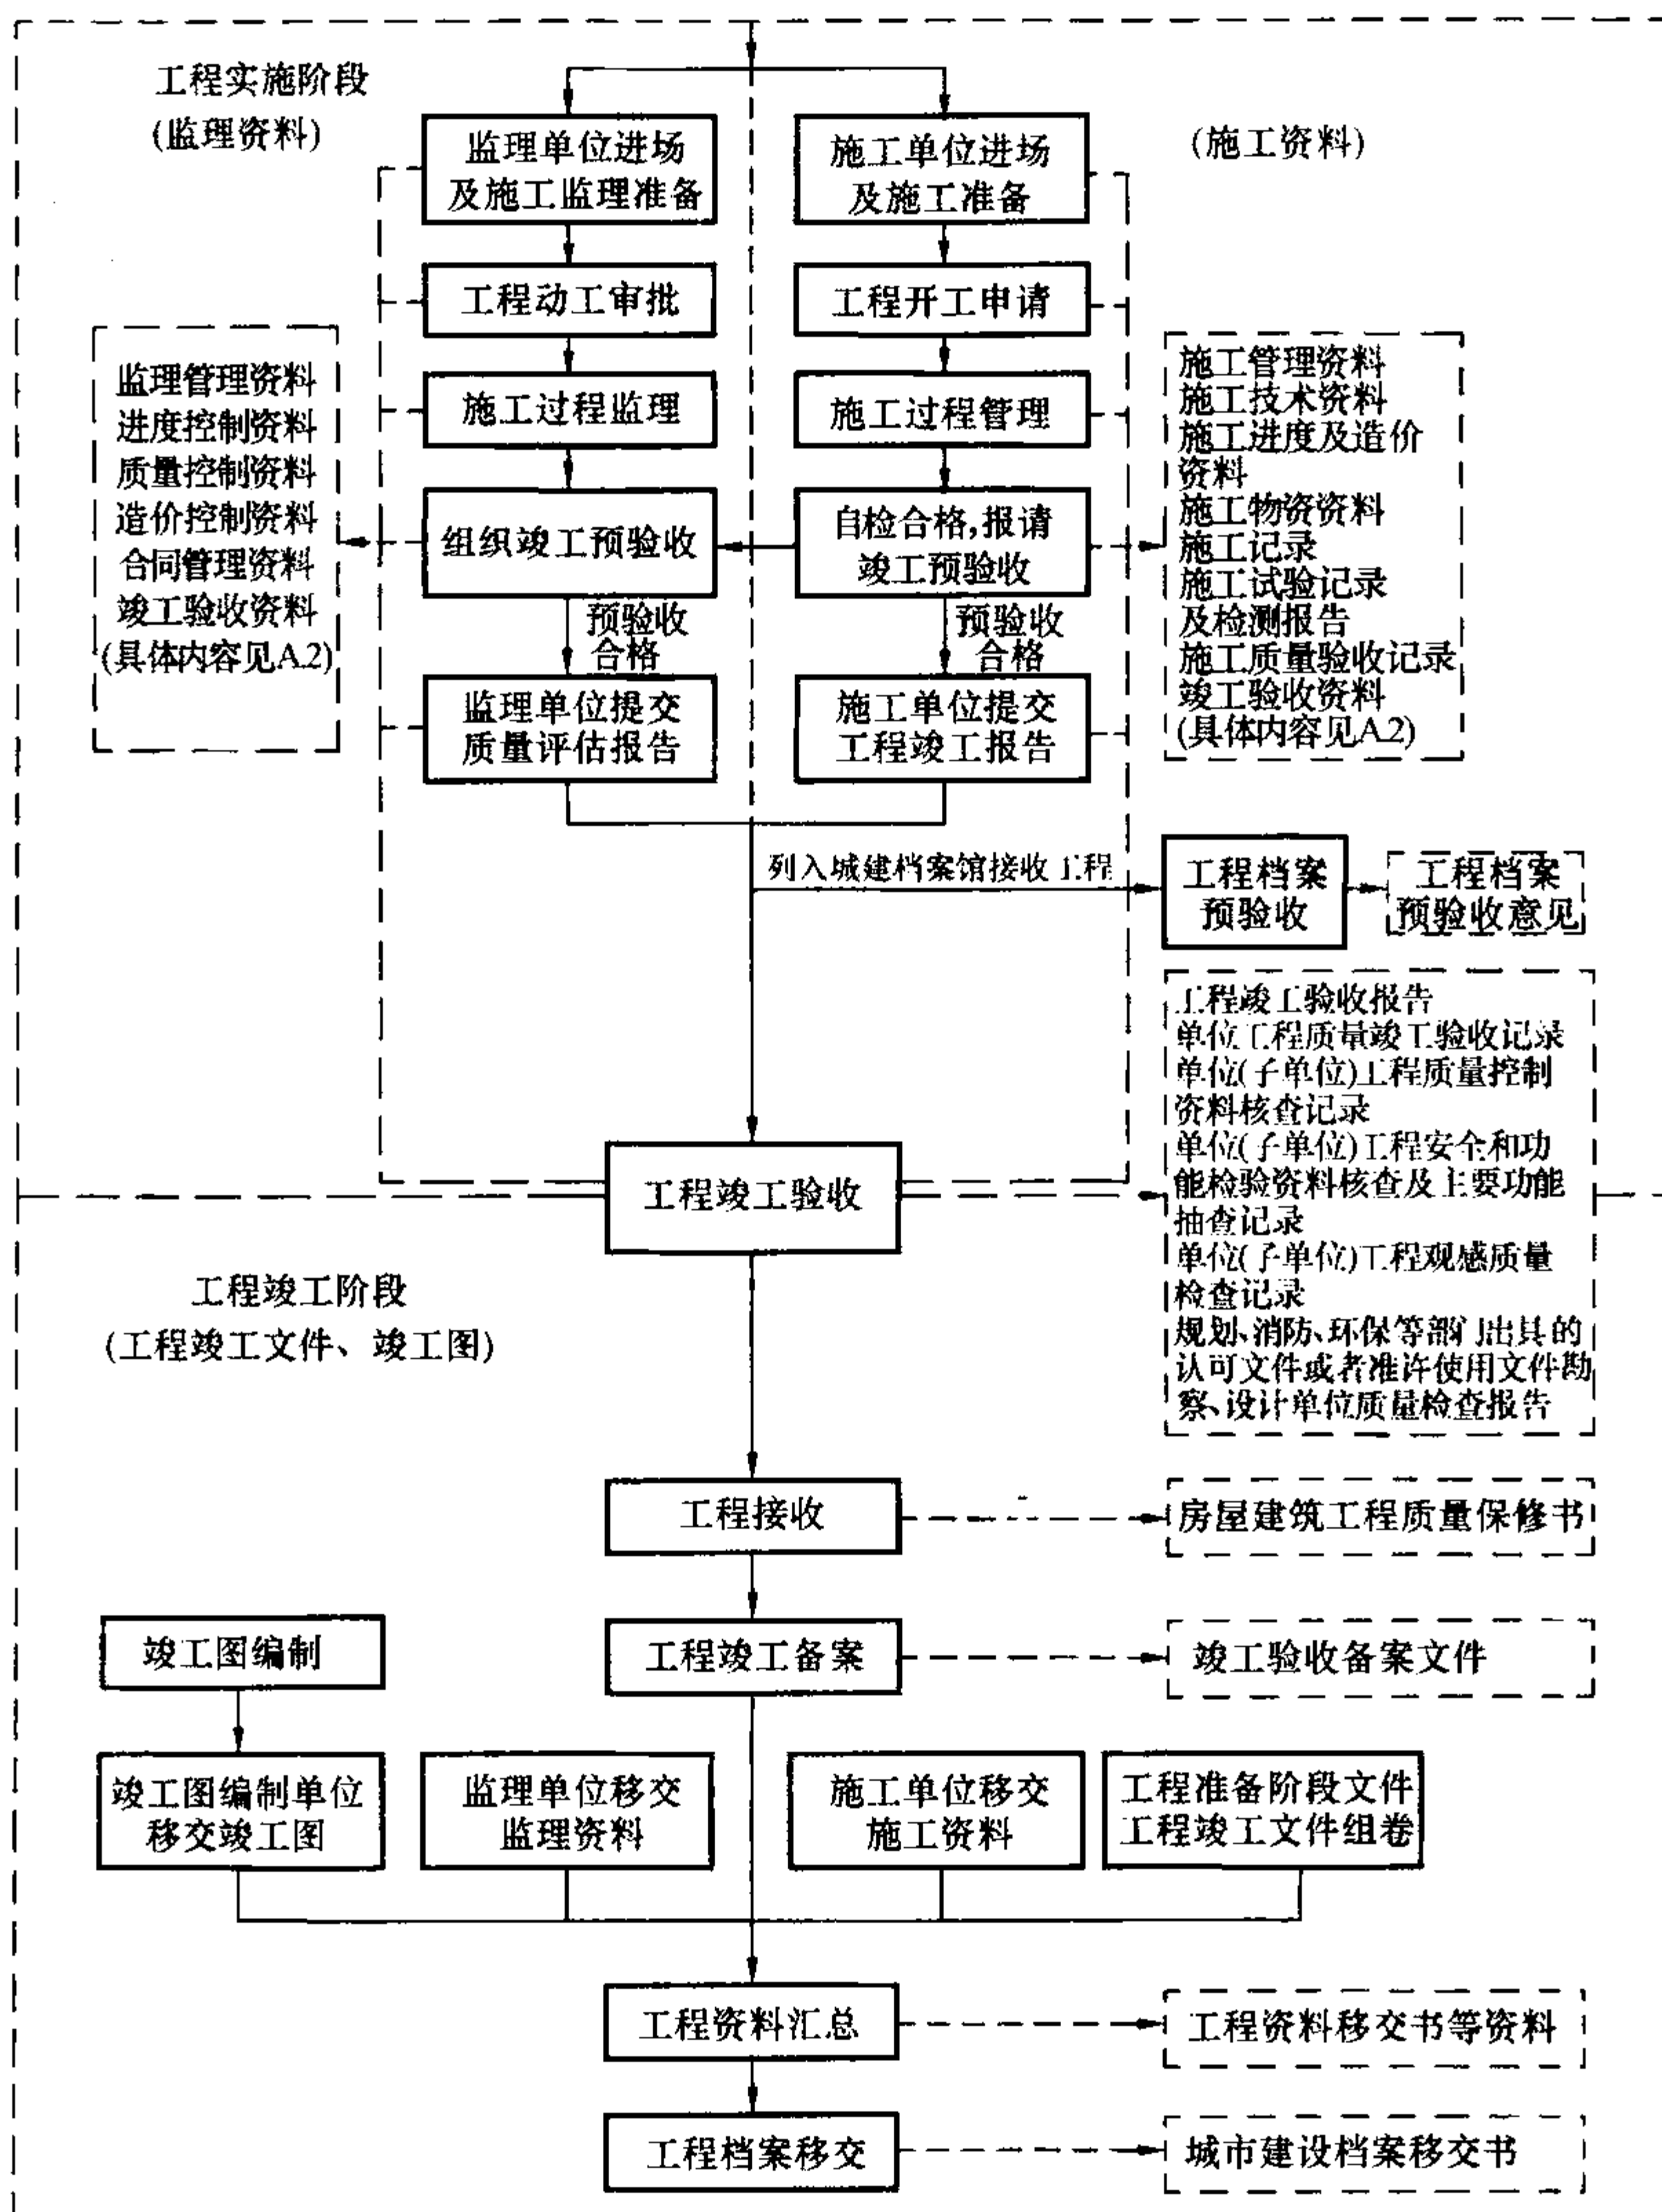 工程实施阶段
(监理资料)
(施工资料)
监理单位进场
及施工监理准备
施工单位进场
及施工准备
工程动工审批
工程开工申请
施工过程监理
施工过程管理
组织竣工预验收
自检合格,报请
竣工预验收
预验收
合格
预验收
合格
监理单位提交
质量评估报告
施工单位提交
工程竣工报告
监理管理资料
进度控制资料
质量控制资料
造价控制资料
合同管理资料
竣工验收资料
(具体内容见A.2)
施工管理资料
施工技术资料
施工进度及造价
资料
施工物资资料
施工记录
施工试验记录
及检测报告
施工质量验收记录
竣工验收资料
(具体内容见A.2)
列入城建档案馆接收工程
工程档案
预验收
工程档案
预验收意见
工程竣工验收
工程竣工验收报告
单位工程质量竣工验收记录
单位(子单位)工程质量控制
资料核查记录
单位(子单位)工程安全和功
能检验资料核查及主要功能
抽查记录
单位(子单位)工程观感质量
检查记录
规划、消防、环保等部门出具的
认可文件或者准许使用文件勘
察、设计单位质量检查报告
工程竣工阶段
(工程竣工文件、竣工图)
工程接收
房屋建筑工程质量保修书
竣工图编制
工程竣工备案
竣工验收备案文件
竣工图编制单位
移交竣工图
监理单位移交
监理资料
施工单位移交
施工资料
工程准备阶段文件
工程竣工文件组卷
工程资料汇总
工程资料移交书等资料
工程档案移交
城市建设档案移交书